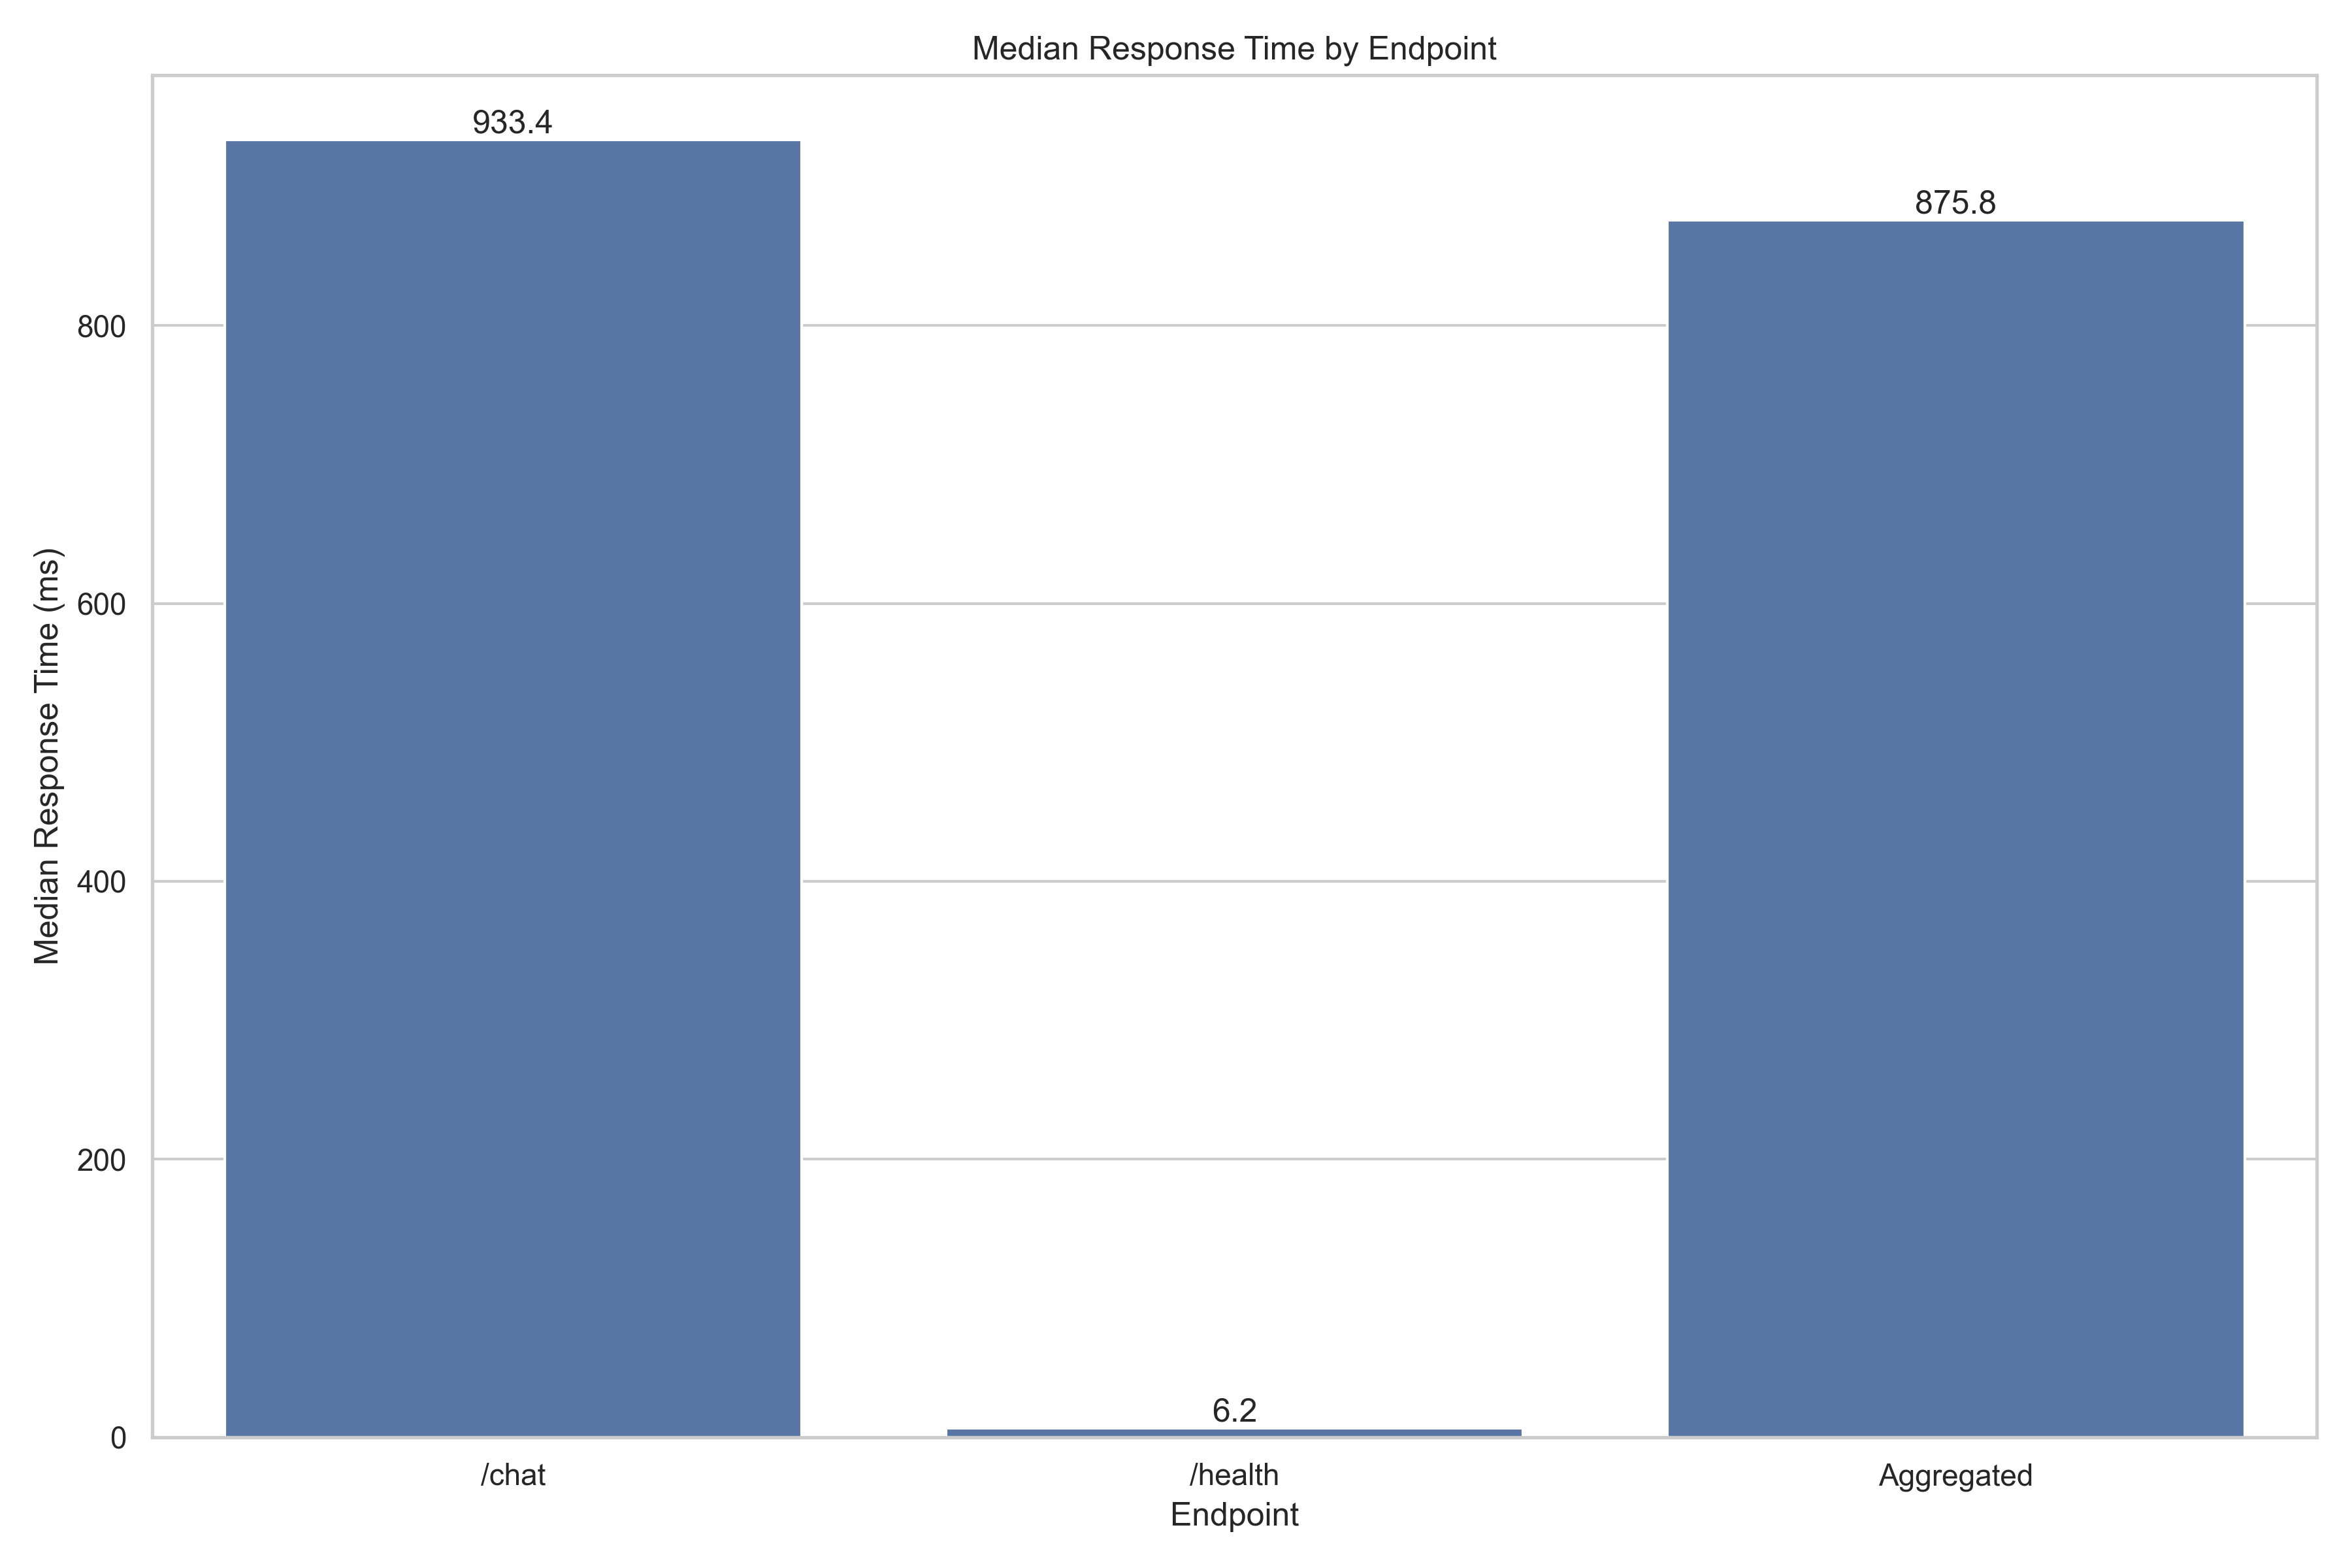 Median Response Time by Endpoint
933.4
875.8
6.2
Median Response Time (ms)
800
600
400
200
0
/chat
/health
Aggregated
Endpoint